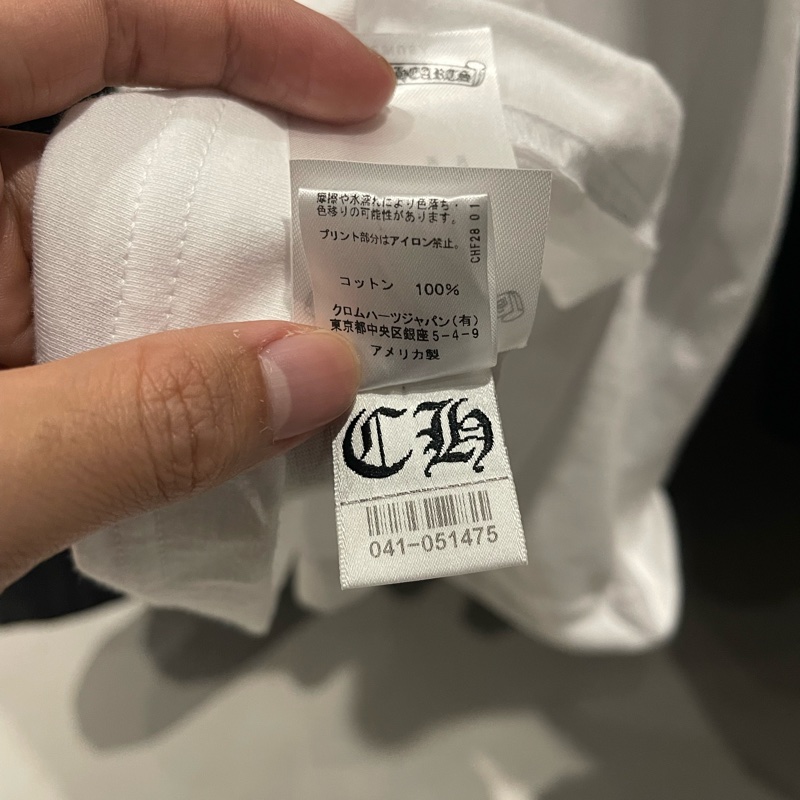 HEARTS
摩擦や水濡れにより色落ち・
色移りの可能性があります。
プリント部分はアイロン禁止。
CHF28 01
コットン 100%
クロムハーツジャパン(有)
東京都中央区銀座5-4-9
アメリカ製
CH
041-051475